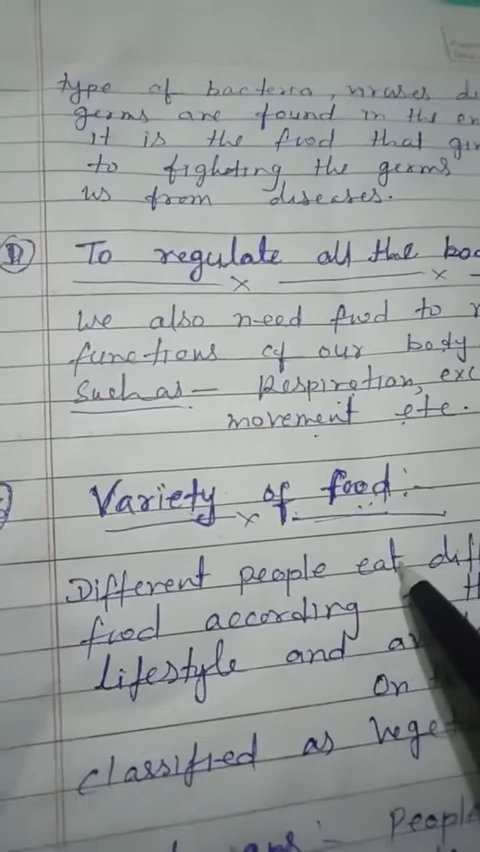 type of bacteria, viruses
germs are found in the
it is the food that
to fighoting the germs
us from diseases.
D To regulate all the
We also need food to
functions of our body
Such as — Respiration,
movement etc.
Variety of food:-
Different people eat
food according
lifestyle and
On
classified as
People